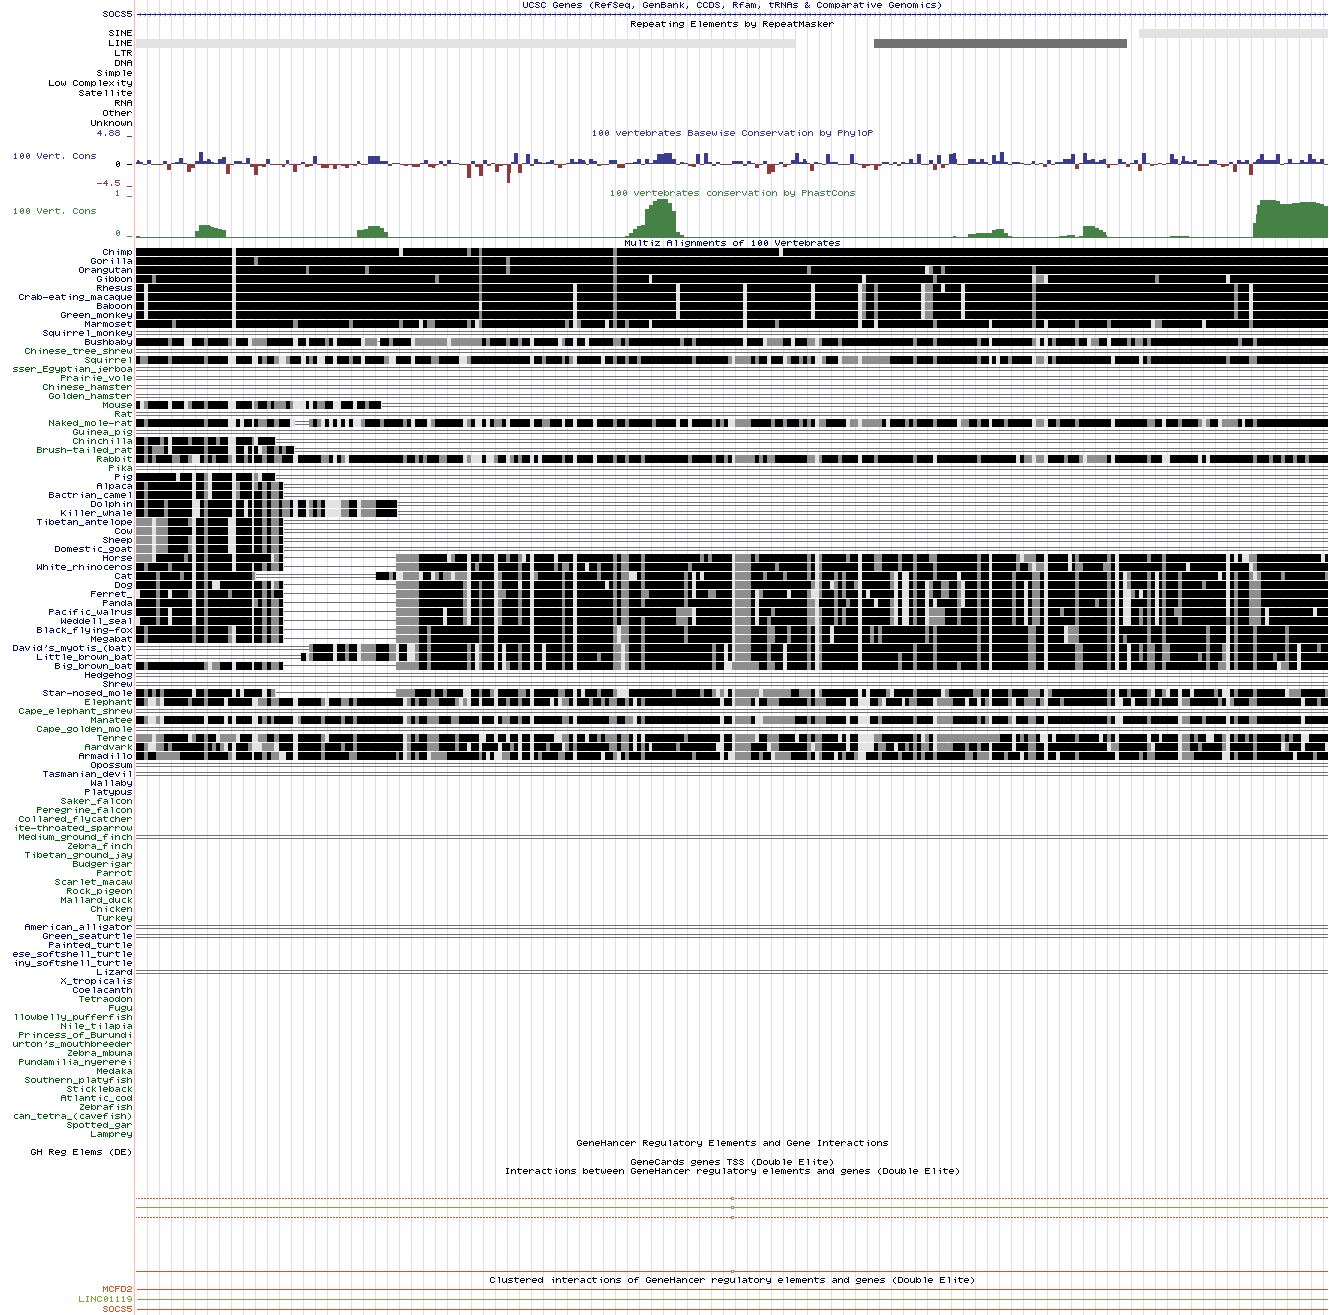 UCSC Genes (RefSeq, GenBank, CCDS, Rfam, tRNAs & Comparative Genomics)
SOCS5
Repeating Elements by RepeatMasker
SINE
LINE
LTR
DNA
Simple
Low Complexity
Satellite
RNA
Other
Unknown
100 vertebrates Basewise Conservation by PhyloP
4.88 _
100 Vert. Cons
0 _
-4.5 _
100 vertebrates conservation by PhastCons
1 _
100 Vert. Cons
0 _
Multiz Alignments of 100 Vertebrates
Chimp
Gorilla
Orangutan
Gibbon
Rhesus
Crab-eating_macaque
Baboon
Green_monkey
Marmoset
Squirrel_monkey
Bushbaby
Chinese_tree_shrew
Squirrel
sser_Egyptian_jerboa
Prairie_vole
Chinese_hamster
Golden_hamster
Mouse
Rat
Naked_mole-rat
Guinea_pig
Chinchilla
Brush-tailed_rat
Rabbit
Pika
Pig
Alpaca
Bactrian_camel
Dolphin
Killer_whale
Tibetan_antelope
Cow
Sheep
Domestic_goat
Horse
White_rhinoceros
Cat
Dog
Ferret_
Panda
Pacific_walrus
Weddell_seal
Black_flying-fox
Megabat
David's_myotis_(bat)
Little_brown_bat
Big_brown_bat
Hedgehog
Shrew
Star-nosed_mole
Elephant
Cape_elephant_shrew
Manatee
Cape_golden_mole
Tenrec
Aardvark
Armadillo
Opossum
Tasmanian_devil
Wallaby
Platypus
Saker_falcon
Peregrine_falcon
Collared_flycatcher
ite-throated_sparrow
Medium_ground_finch
Zebra_finch
Tibetan_ground_jay
Budgerigar
Parrot
Scarlet_macaw
Rock_pigeon
Mallard_duck
Chicken
Turkey
American_alligator
Green_seaturtle
Painted_turtle
ese_softshell_turtle
iny_softshell_turtle
Lizard
X_tropicalis
Coelacanth
Tetraodon
Fugu
llowbelly_pufferfish
Nile_tilapia
Princess_of_Burundi
urton's_mouthbreeder
Zebra_mbuna
Pundamilia_nyererei
Medaka
Southern_platyfish
Stickleback
Atlantic_cod
Zebrafish
can_tetra_(cavefish)
Spotted_gar
Lamprey
GeneHancer Regulatory Elements and Gene Interactions
GH Reg Elems (DE)
GeneCards genes TSS (Double Elite)
Interactions between GeneHancer regulatory elements and genes (Double Elite)
Clustered interactions of GeneHancer regulatory elements and genes (Double Elite)
MCFD2
LINC01119
SOCS5